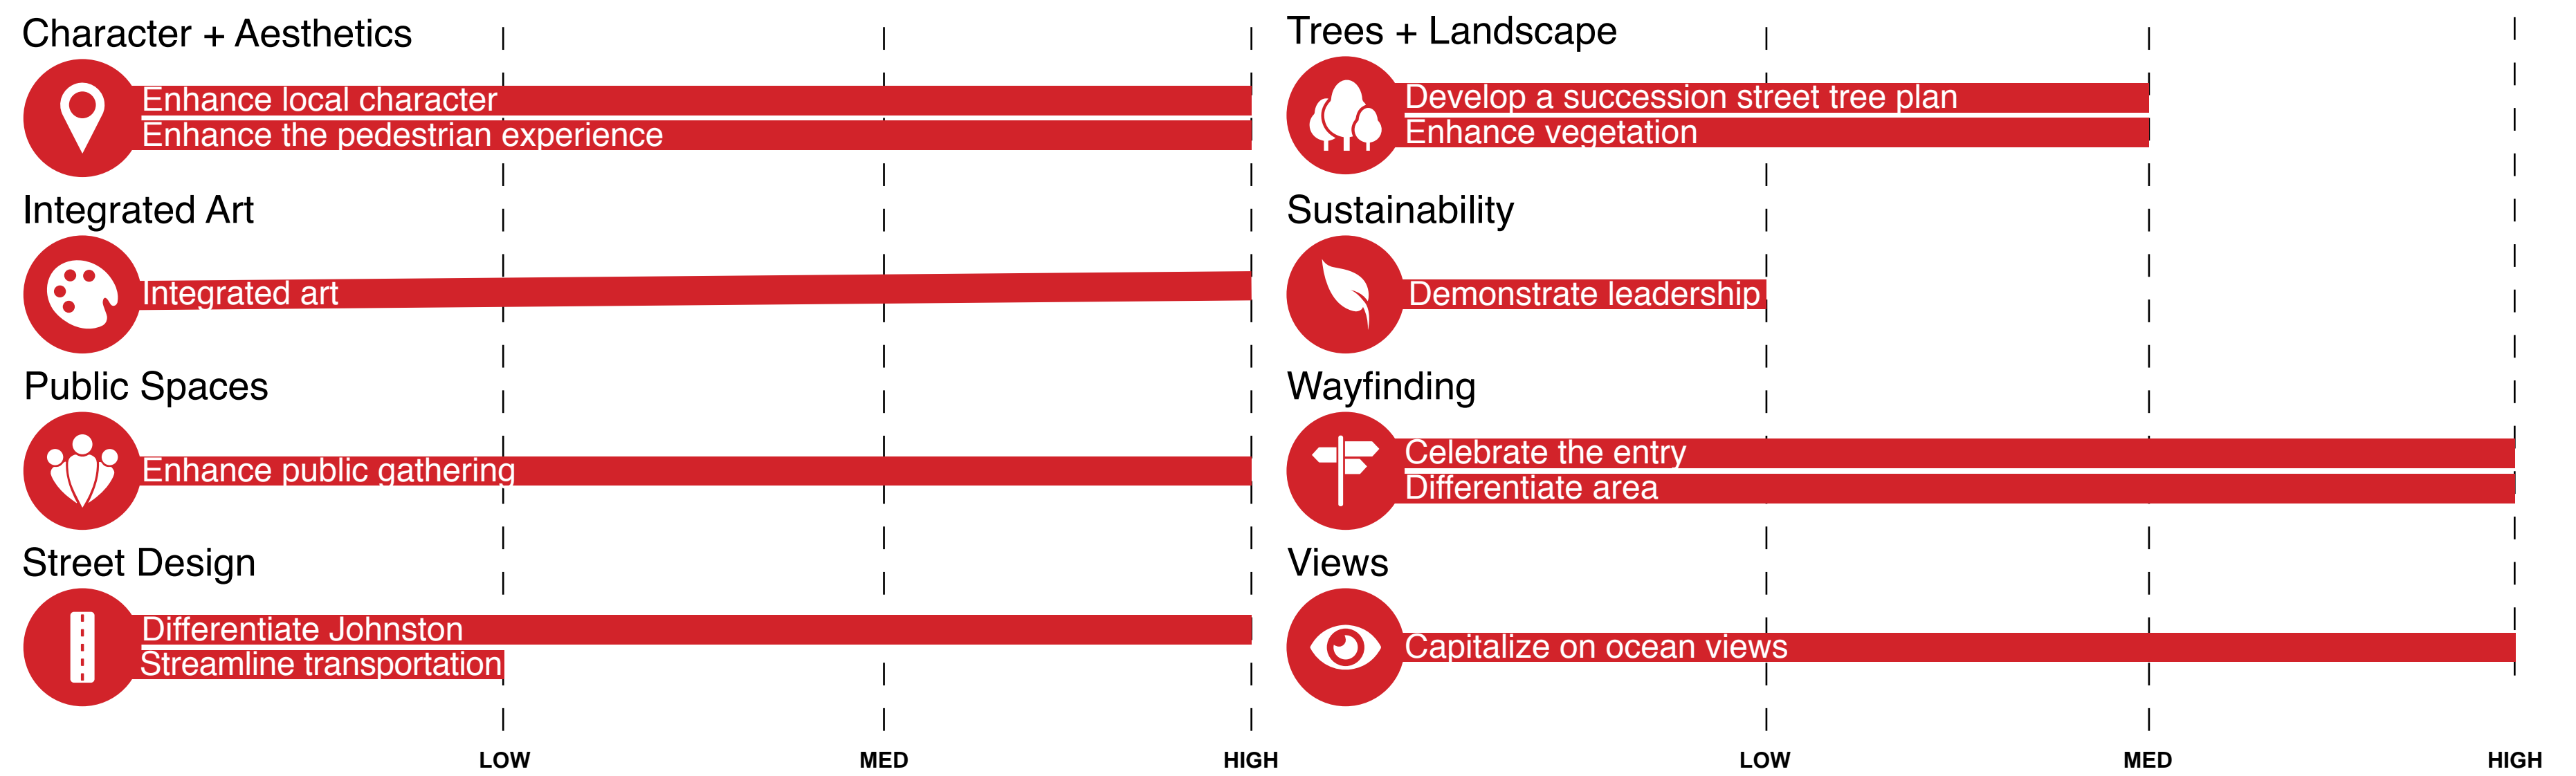 Character + Aesthetics
Enhance local character
Enhance the pedestrian experience
Integrated Art
Integrated art
Public Spaces
Enhance public gathering
Street Design
Differentiate Johnston
Streamline transportation
LOW MED HIGH
Trees + Landscape
Develop a succession street tree plan
Enhance vegetation
Sustainability
Demonstrate leadership
Wayfinding
Celebrate the entry
Differentiate area
Views
Capitalize on ocean views
LOW MED HIGH